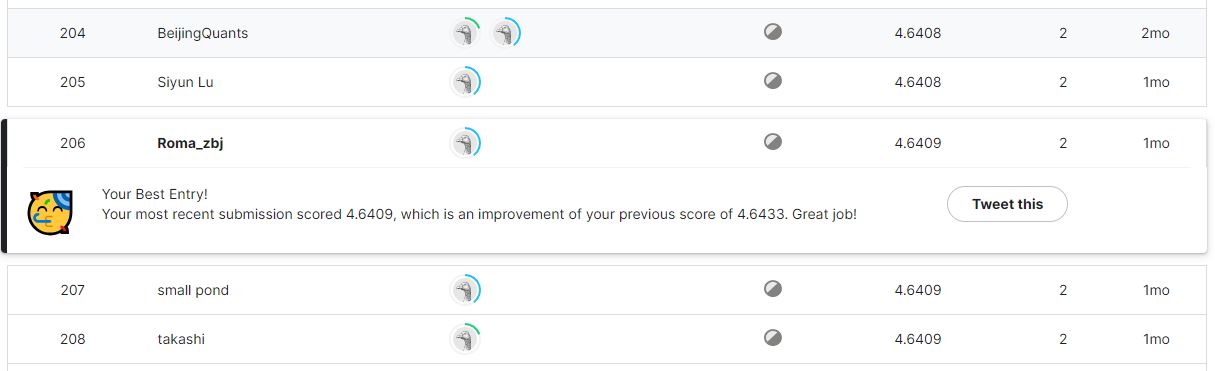 204 BeijingQuants 4.6408 2 2mo
205 Siyun Lu 4.6408 2 1mo
206 Roma_zbj 4.6409 2 1mo
Your Best Entry!
Your most recent submission scored 4.6409, which is an improvement of your previous score of 4.6433. Great job!
Tweet this
207 small pond 4.6409 2 1mo
208 takashi 4.6409 2 1mo